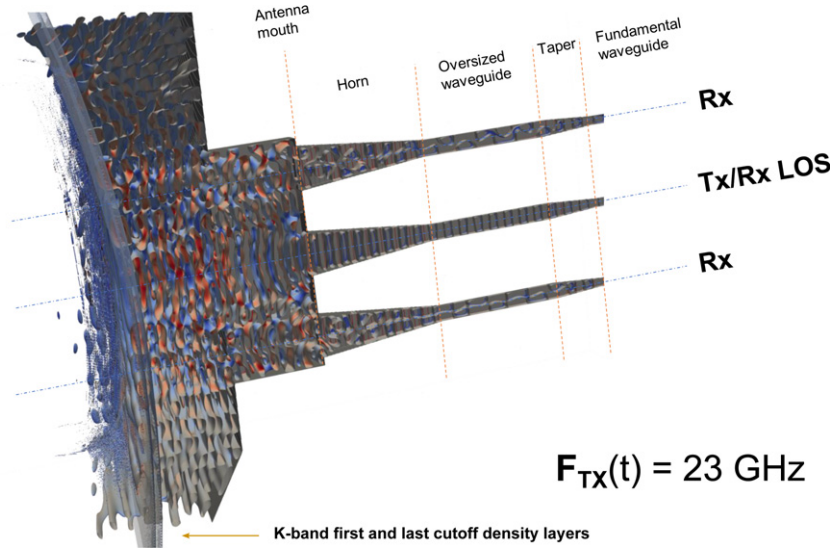 Antenna
mouth
Horn
Oversized
waveguide
Taper
Fundamental
waveguide
Rx
Tx/Rx LOS
Rx
F_TX(t) = 23 GHz
K-band first and last cutoff density layers